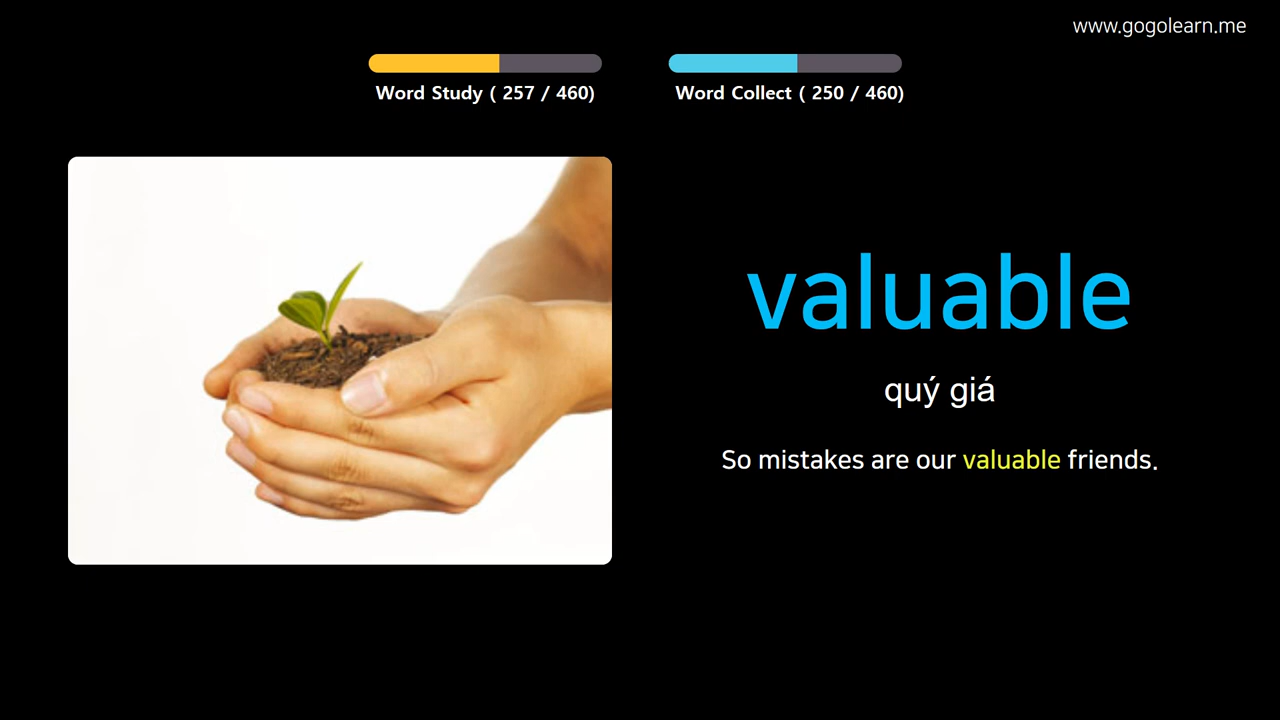 www.gogolearn.me
Word Study ( 257 / 460)
Word Collect ( 250 / 460)
valuable
quý giá
So mistakes are our valuable friends.